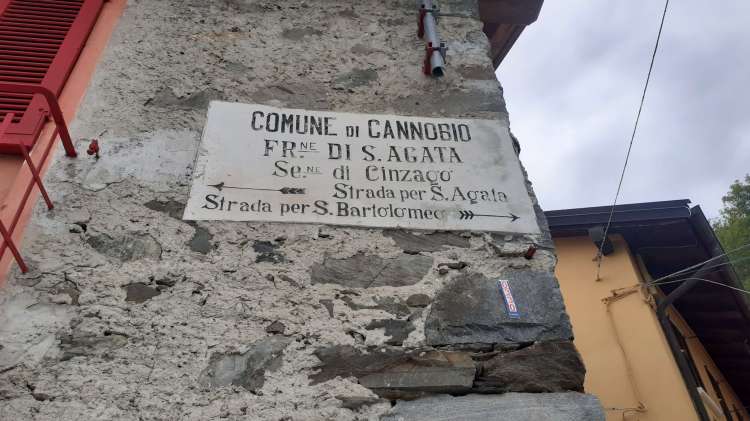 COMUNE DI CANNOBIO
FR.NE DI S. AGATA
Se.NE di Cinzago
Strada per S. Agata
Strada per S. Bartolomeo